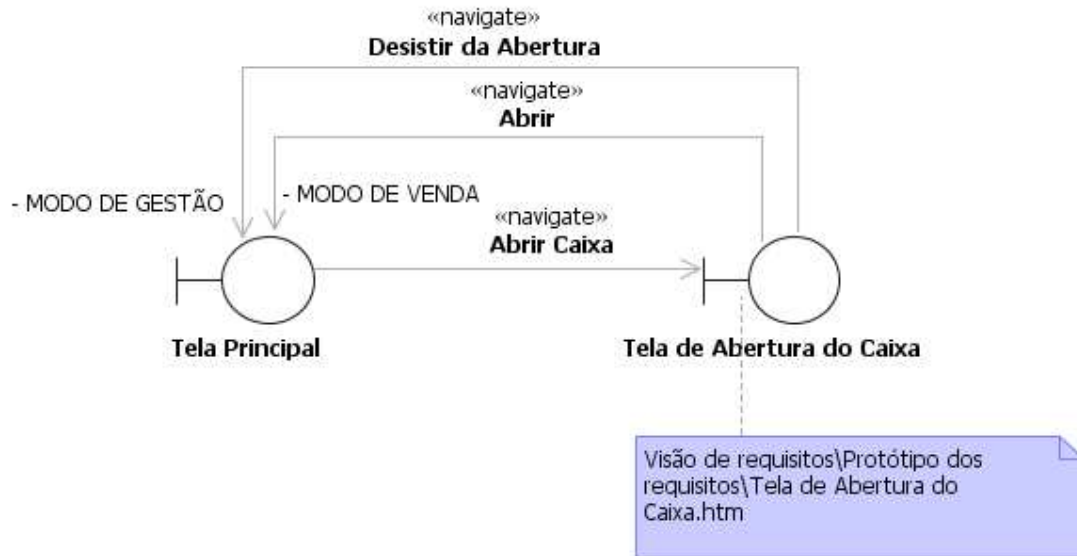 «navigate»
Desistir da Abertura
«navigate»
Abrir
- MODO DE GESTÃO
- MODO DE VENDA
«navigate»
Abrir Caixa
Tela Principal
Tela de Abertura do Caixa
Visão de requisitos\Protótipo dos
requisitos\Tela de Abertura do
Caixa.htm